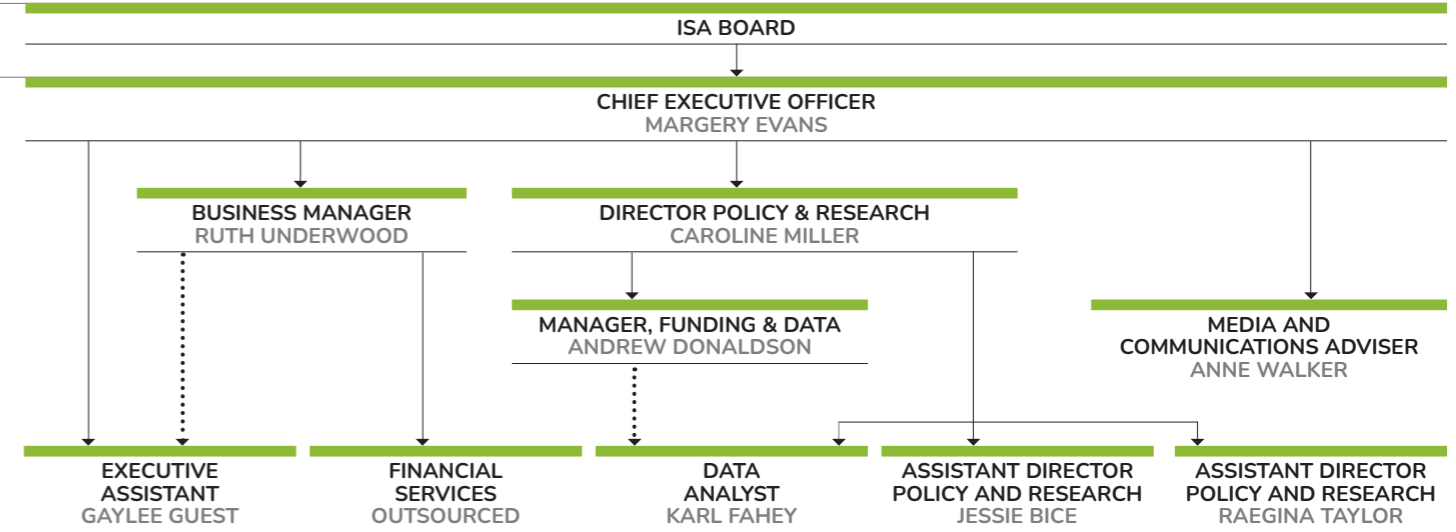 ISA BOARD
CHIEF EXECUTIVE OFFICER
MARGERY EVANS
BUSINESS MANAGER
RUTH UNDERWOOD
DIRECTOR POLICY & RESEARCH
CAROLINE MILLER
MANAGER, FUNDING & DATA
ANDREW DONALDSON
MEDIA AND
COMMUNICATIONS ADVISER
ANNE WALKER
EXECUTIVE
ASSISTANT
GAYLEE GUEST
FINANCIAL
SERVICES
OUTSOURCED
DATA
ANALYST
KARL FAHEY
ASSISTANT DIRECTOR
POLICY AND RESEARCH
JESSIE BICE
ASSISTANT DIRECTOR
POLICY AND RESEARCH
RAEGINA TAYLOR